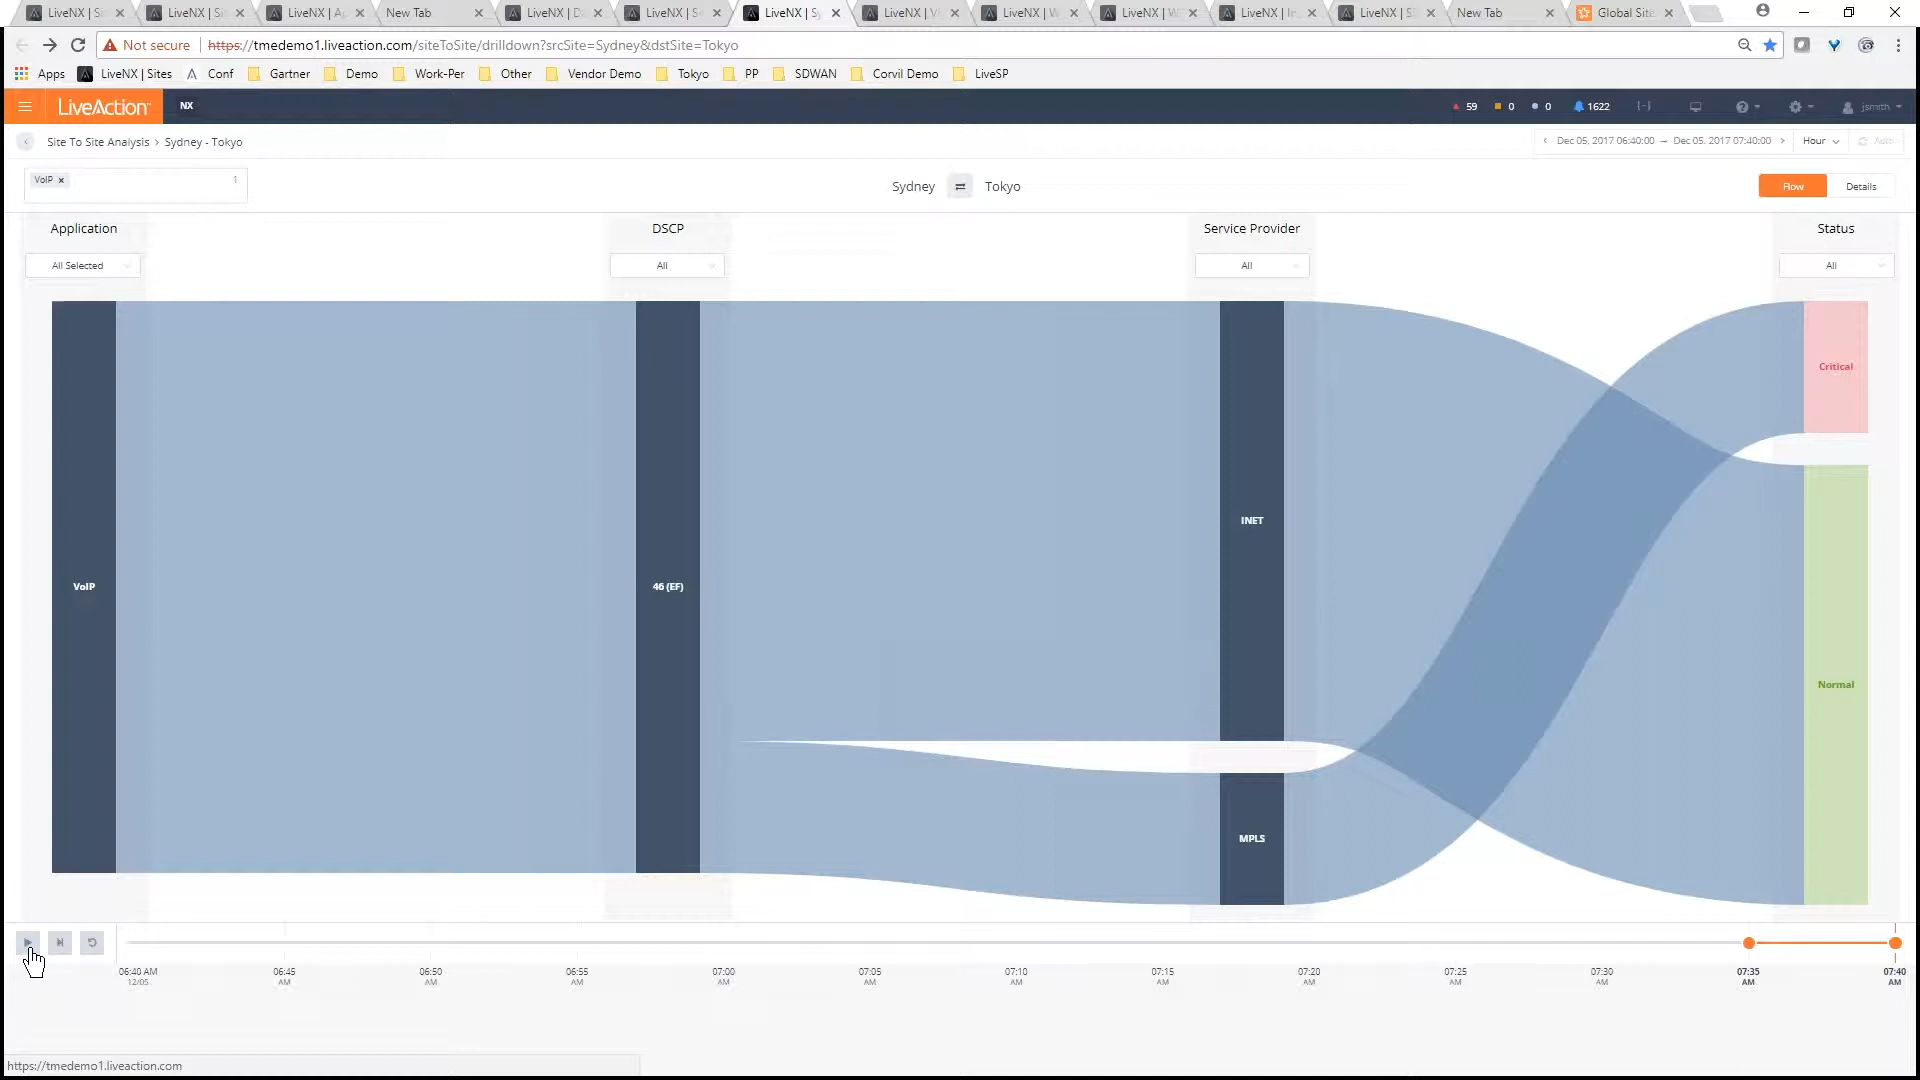 LiveNX | S LiveNX | Si LiveNX | A New Tab LiveNX | D LiveNX | S LiveNX | Sy LiveNX | V LiveNX | W LiveNX | W LiveNX | In LiveNX | S New Tab Global Site
Not secure https://tmedemo1.liveaction.com/siteToSite/drilldown?srcSite=Sydney&dstSite=Tokyo
Apps LiveNX | Sites Conf Gartner Demo Work-Per Other Vendor Demo Tokyo PP SDWAN Corvil Demo LiveSP
LiveAction NX 59 0 0 1622 [-] jsmith
Site To Site Analysis > Sydney - Tokyo Dec 05, 2017 06:40:00 → Dec 05, 2017 07:40:00 Hour Auto
VoIP x 1 Sydney ⇄ Tokyo Flow Details
Application DSCP Service Provider Status
All Selected All All All
Critical
INET
VoIP 46 (EF)
Normal
MPLS
06:40 AM 06:45 06:50 06:55 07:00 07:05 07:10 07:15 07:20 07:25 07:30 07:35 07:40
12/05 AM AM AM AM AM AM AM AM AM AM AM AM
https://tmedemo1.liveaction.com